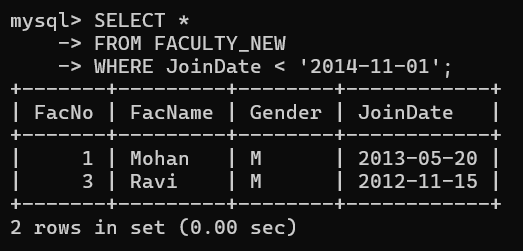 mysql> SELECT *
    -> FROM FACULTY_NEW
    -> WHERE JoinDate < '2014-11-01';
+-------+---------+--------+------------+
| FacNo | FacName | Gender | JoinDate   |
+-------+---------+--------+------------+
|     1 | Mohan   | M      | 2013-05-20 |
|     3 | Ravi    | M      | 2012-11-15 |
+-------+---------+--------+------------+
2 rows in set (0.00 sec)